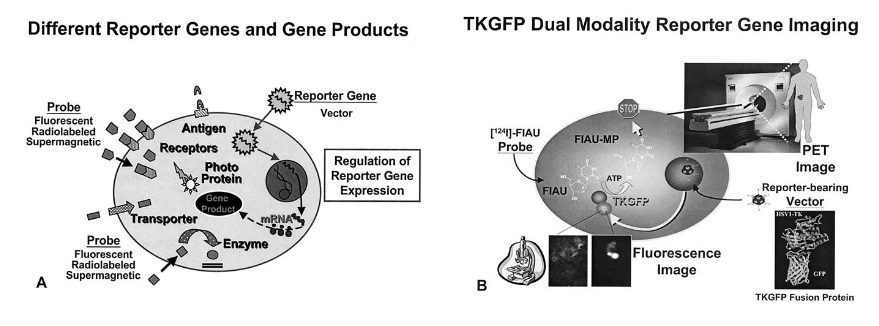 Different Reporter Genes and Gene Products
Probe
Fluorescent
Radiolabeled
Supermagnetic
Antigen
Receptors
Photo
Protein
Reporter Gene
Vector
Regulation of
Reporter Gene
Expression
Gene
Product
mRNA
Transporter
Enzyme
Probe
Fluorescent
Radiolabeled
Supermagnetic
A
TKGFP Dual Modality Reporter Gene Imaging
STOP
[¹²⁴I]-FIAU
Probe
FIAU-MP
PET
Image
FIAU
ATP
TKGFP
Reporter-bearing
Vector
HSV1-TK
GFP
Fluorescence
Image
B
TKGFP Fusion Protein